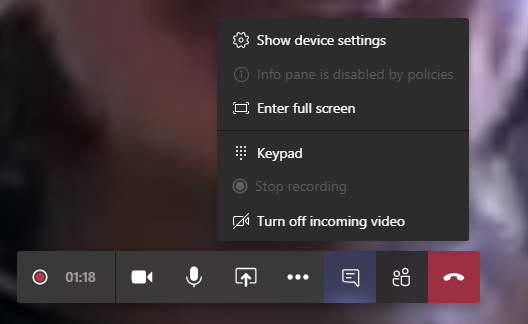 Show device settings
Info pane is disabled by policies
Enter full screen
Keypad
Stop recording
Turn off incoming video
01:18